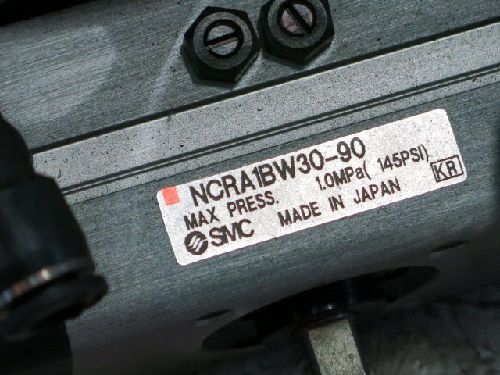 NCRA1BW30-90
MAX PRESS. 1.0MPa( 145PSI)
SMC MADE IN JAPAN KR